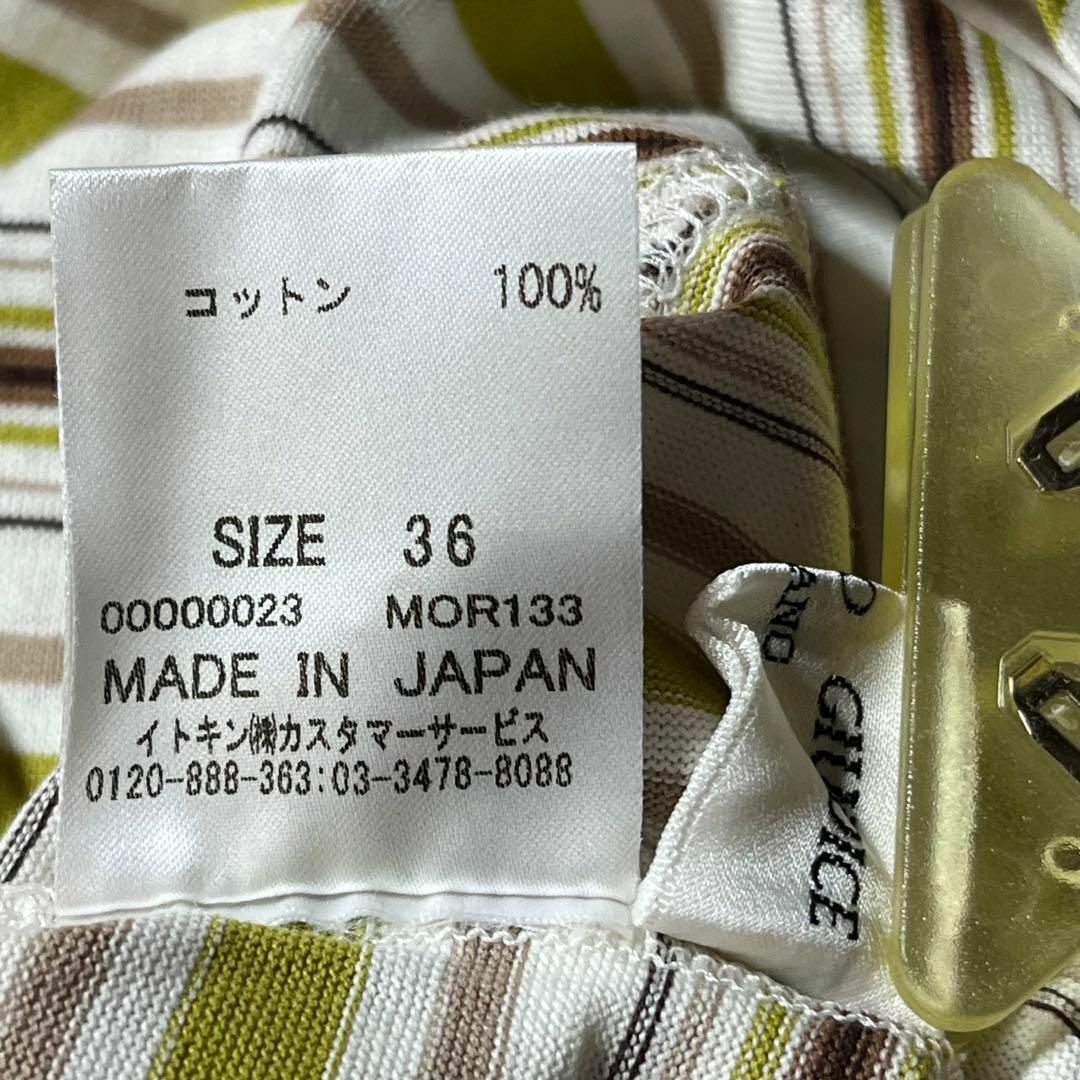 コットン 100%
SIZE 36
00000023 MOR133
MADE IN JAPAN
イトキン㈱カスタマーサービス
0120-888-363:03-3478-8088